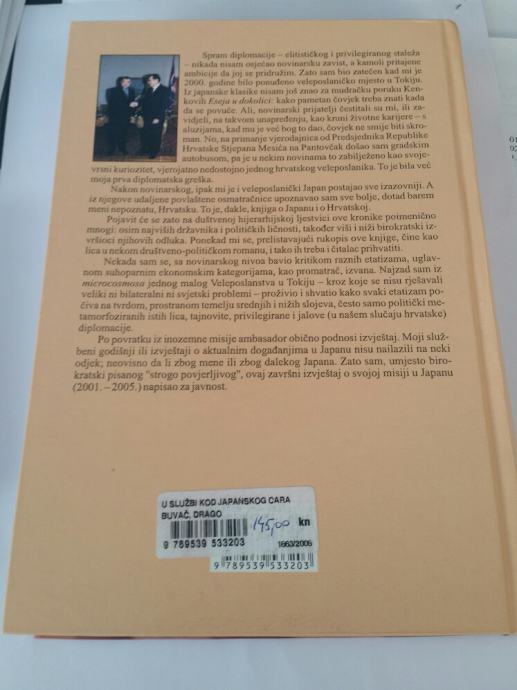 Spram diplomacije – elitističkog i privilegiranog staleža
– nikada nisam osjećao novinarsku zavist, a kamoli pritajene
ambicije da joj se pridružim. Zato sam bio zatečen kad mi je
2000. godine bilo ponuđeno veleposlaničko mjesto u Tokiju.
Iz japanske klasike nisam još znao za mudračku poruku Ken-
kovih Eseja u dokolici: kako pametan čovjek treba znati kada
da se povuče. Ali, novinarski prijatelji čestitali su mi, ili za-
vidjeli, na takvom unapređenju, kao kruni životne karijere – s
aluzijama, kad mu je već bog to dao, čovjek ne smije biti skro-
man. No, na primanje vjerodajnica od Predsjednika Republike
Hrvatske Stjepana Mesića na Pantovčak došao sam gradskim
autobusom, pa je u nekim novinama to zabilježeno kao svoje-
vrsni kuriozitet, vjerojatno nedostojno jednog hrvatskog veleposlanika. To je bila već
moja prva diplomatska greška.
Nakon novinarskog, ipak mi je i veleposlanički Japan postajao sve izazovniji. A
iz njegove udaljene povlaštene osmatračnice upoznavao sam sve bolje, dotad barem
meni nepoznatu, Hrvatsku. To je, dakle, knjiga o Japanu i o Hrvatskoj.
Pojavit će se zato na društvenoj hijerarhijskoj ljestvici ove kronike poimenično
mnogi: osim najviših državnika i političkih ličnosti, također viši i niži birokratski iz-
vršioci njihovih odluka. Ponekad mi se, prelistavajući rukopis ove knjige, čine kao
lica u nekom društveno-političkom romanu, i tako ih treba i čitalac prihvatiti.
Nekada sam se, sa novinarskog nivoa bavio kritikom raznih etatizama, uglav-
nom suhoparnim ekonomskim kategorijama, kao promatrač, izvana. Najzad sam iz
microkosmosa jednog malog Veleposlanstva u Tokiju – kroz koje se nisu rješavali
veliki ni bilateralni ni svjetski problemi – proživio i shvatio kako svaki etatizam po-
čiva na tvrdom, prostranom temelju srednjih i nižih slojeva, često samo politički me-
tamorfoziranih istih lica, tajnovite, privilegirane i jalove (u našem slučaju hrvatske)
diplomacije.
Po povratku iz inozemne misije ambasador obično podnosi izvještaj. Moji služ-
beni godišnji ili izvještaji o aktualnim događanjima u Japanu nisu nailazili na neki
odjek; neovisno da li zbog mene ili zbog dalekog Japana. Zato sam, umjesto biro-
kratski pisanog "strogo povjerljivog", ovaj završni izvještaj o svojoj misiji u Japanu
(2001. – 2005.) napisao za javnost.
U SLUŽBI KOD JAPANSKOG CARA
BUVAČ, DRAGO
145,00 kn
9 789539 533203
1663/2006
9 789539 533203